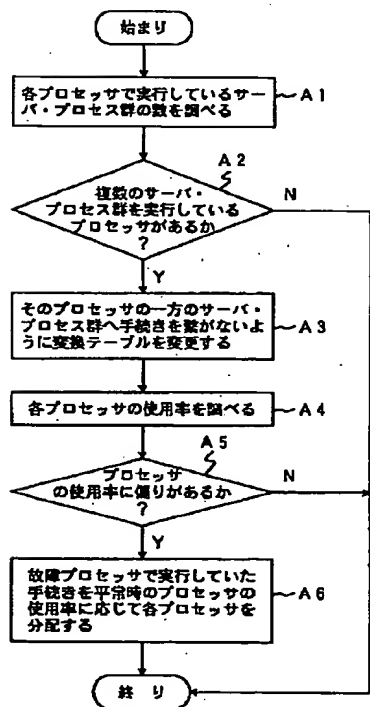 始まり
各プロセッサで実行しているサー
バ・プロセス群の数を調べる
A1
A2
複数のサーバ・
プロセス群を実行している
プロセッサがあるか
?
N
Y
そのプロセッサの一方のサーバ・
プロセス群へ手続きを繋がないよ
うに変換テーブルを変更する
A3
各プロセッサの使用率を調べる
A4
A5
プロセッサ
の使用率に偏りがあるか
?
N
Y
故障プロセッサで実行していた
手続きを平常時のプロセッサの
使用率に応じて各プロセッサを
分配する
A6
終り